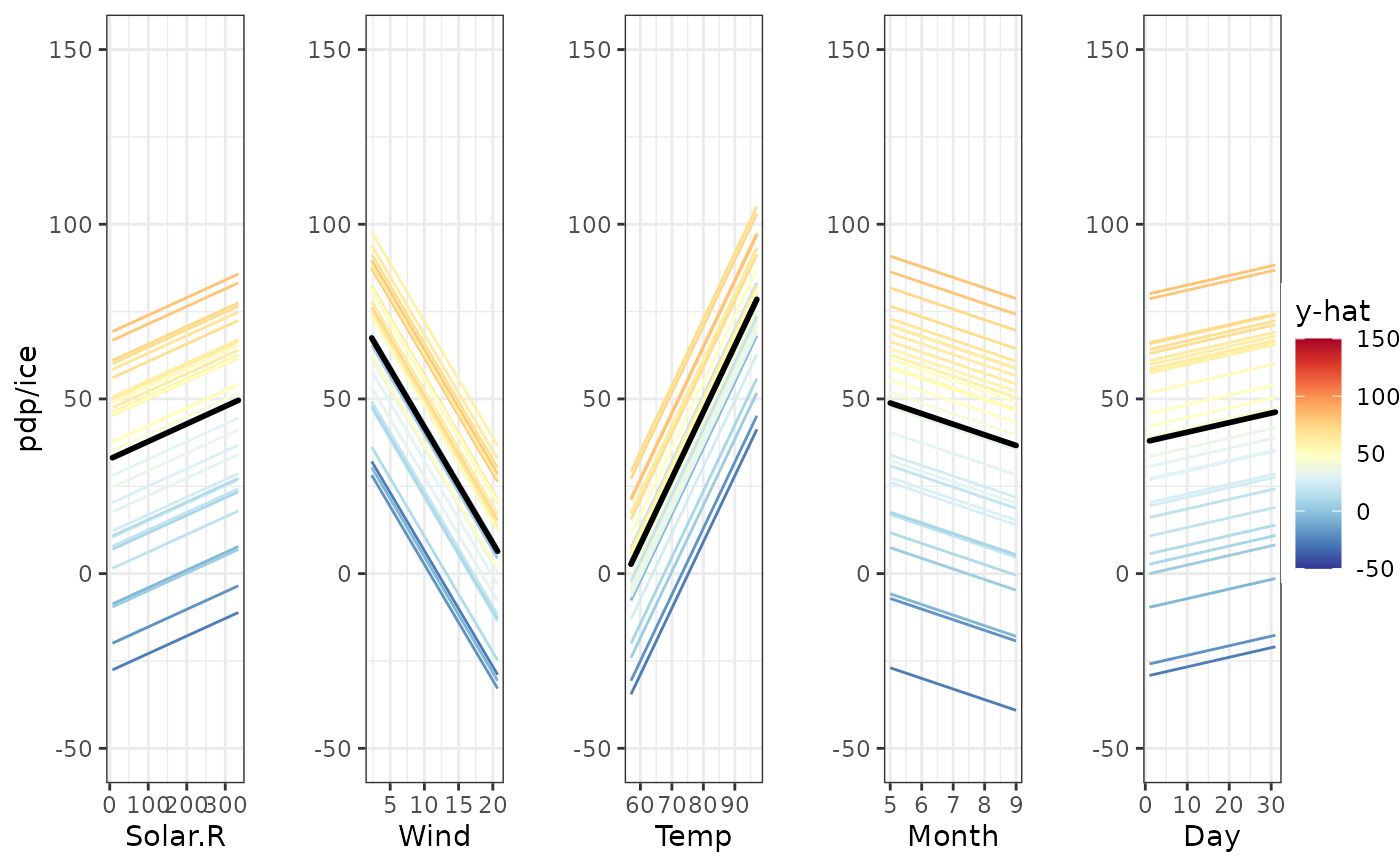 150 150 150 150 150
100 100 100 100 100
50 50 50 50 50
0 0 0 0 0
-50 -50 -50 -50 -50
pdp/ice
0 100 200 300
5 10 15 20
60 70 80 90
5 6 7 8 9
0 10 20 30
Solar.R Wind Temp Month Day
y-hat
150
100
50
0
-50